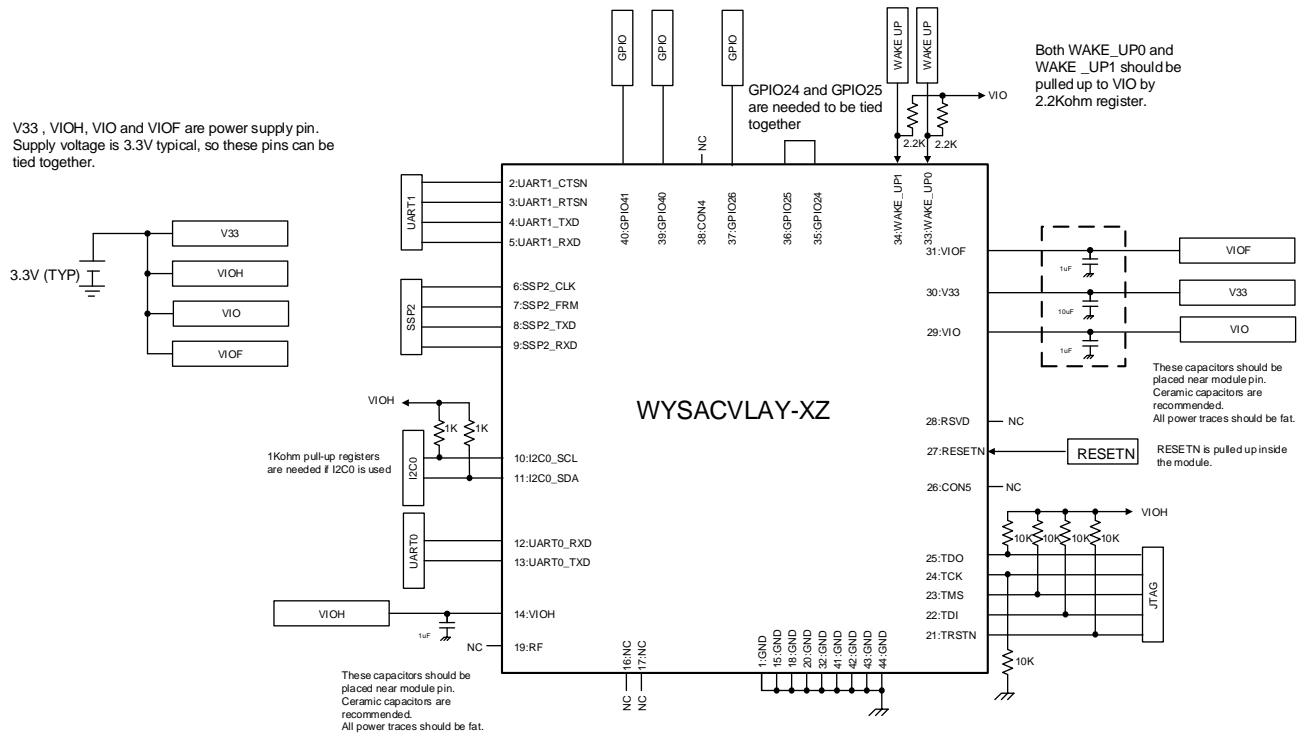 GPIO
GPIO
GPIO
WAKE UP
WAKE UP
Both WAKE_UP0 and
WAKE _UP1 should be
pulled up to VIO by
2.2Kohm register.
GPIO24 and GPIO25
are needed to be tied
together
VIO
2.2K
2.2K
NC
V33 , VIOH, VIO and VIOF are power supply pin.
Supply voltage is 3.3V typical, so these pins can be
tied together.
3.3V (TYP)
V33
VIOH
VIO
VIOF
UART1
2:UART1_CTSN
3:UART1_RTSN
4:UART1_TXD
5:UART1_RXD
SSP2
6:SSP2_CLK
7:SSP2_FRM
8:SSP2_TXD
9:SSP2_RXD
VIOH
1K
1K
1Kohm pull-up registers
are needed if I2C0 is used
I2C0
10:I2C0_SCL
11:I2C0_SDA
UART0
12:UART0_RXD
13:UART0_TXD
VIOH
1uF
14:VIOH
NC
19:RF
These capacitors should be
placed near module pin.
Ceramic capacitors are
recommended.
All power traces should be fat.
40:GPIO41
39:GPIO40
38:CON4
37:GPIO26
36:GPIO25
35:GPIO24
34:WAKE_UP1
33:WAKE_UP0
WYSACVLAY-XZ
16:NC
17:NC
NC
NC
1:GND
15:GND
18:GND
20:GND
32:GND
41:GND
42:GND
43:GND
44:GND
31:VIOF
1uF
VIOF
30:V33
10uF
V33
29:VIO
1uF
VIO
These capacitors should be
placed near module pin.
Ceramic capacitors are
recommended.
All power traces should be fat.
28:RSVD
NC
27:RESETN
RESETN
RESETN is pulled up inside
the module.
26:CON5
NC
VIOH
10K
10K
10K
10K
25:TDO
24:TCK
23:TMS
22:TDI
21:TRSTN
JTAG
10K